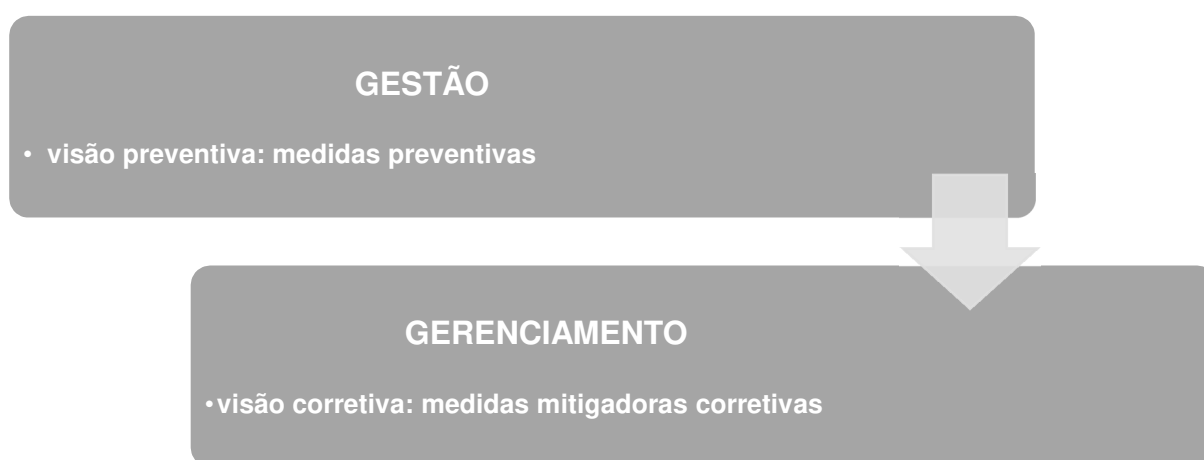 GESTÃO
• visão preventiva: medidas preventivas
GERENCIAMENTO
•visão corretiva: medidas mitigadoras corretivas